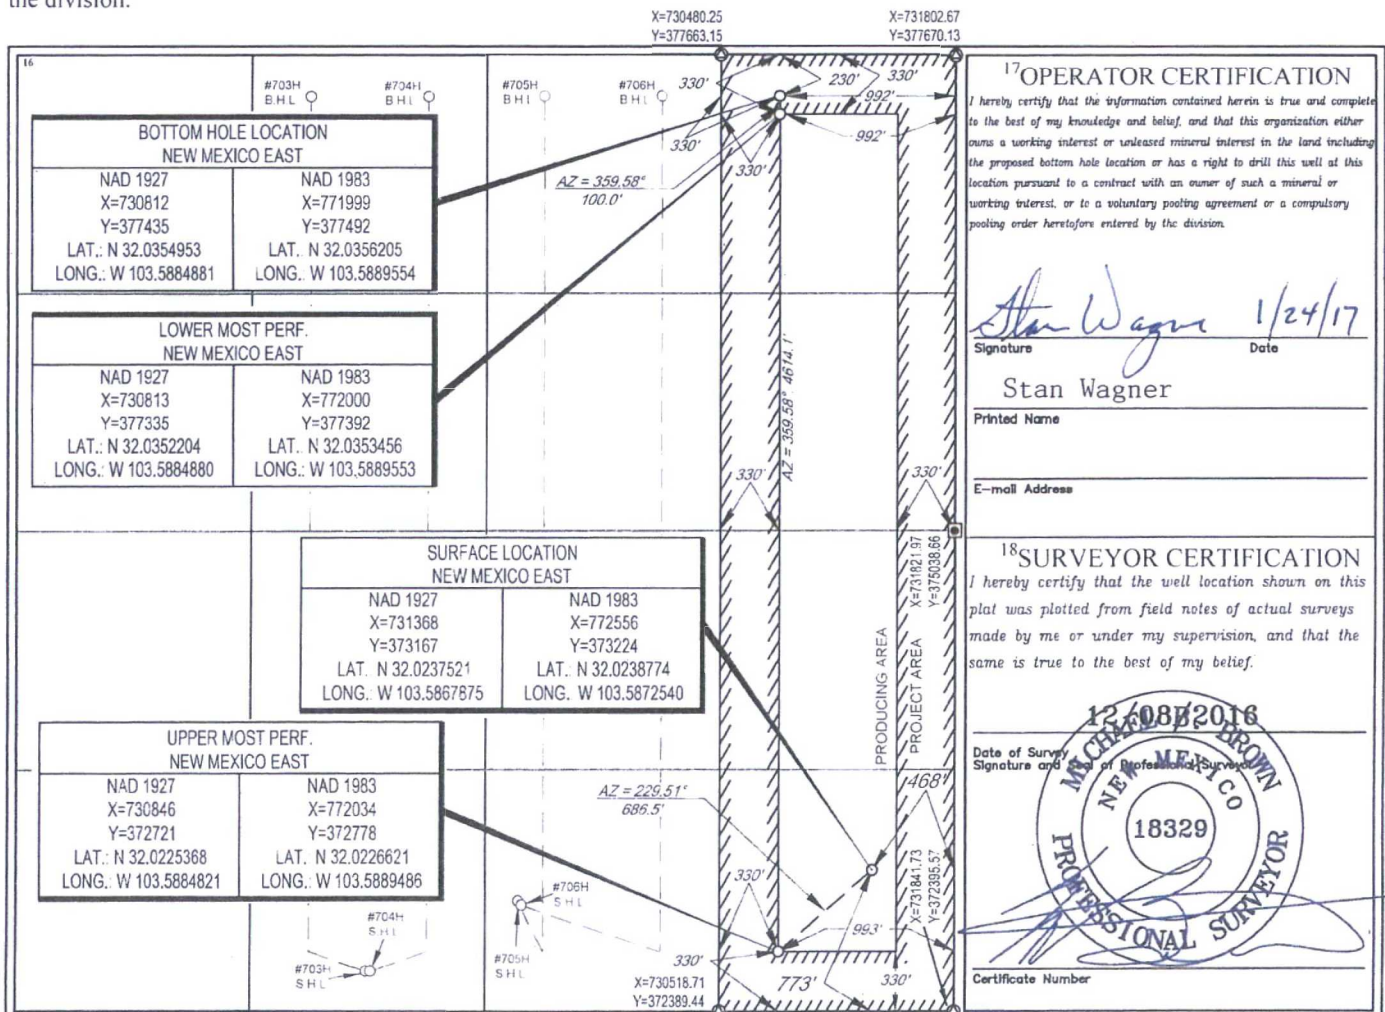 the division.
X=730480.25
Y=377663.15
X=731802.67
Y=377670.13
16
#703H
B H L
#704H
B H L
#705H
B H L
#706H
B H L
330'
230'
330'
992'
330'
992'
330'
AZ = 359.58°
100.0'
BOTTOM HOLE LOCATION
NEW MEXICO EAST
NAD 1927
X=730812
Y=377435
LAT.: N 32.0354953
LONG.: W 103.5884881
NAD 1983
X=771999
Y=377492
LAT.: N 32.0356205
LONG.: W 103.5889554
LOWER MOST PERF.
NEW MEXICO EAST
NAD 1927
X=730813
Y=377335
LAT.: N 32.0352204
LONG.: W 103.5884880
NAD 1983
X=772000
Y=377392
LAT.: N 32.0353456
LONG.: W 103.5889553
AZ = 359.58° 4614.1'
330'
330'
X=731821.97
Y=375038.66
SURFACE LOCATION
NEW MEXICO EAST
NAD 1927
X=731368
Y=373167
LAT. N 32.0237521
LONG.: W 103.5867875
NAD 1983
X=772556
Y=373224
LAT.: N 32.0238774
LONG. W 103.5872540
PRODUCING AREA
PROJECT AREA
UPPER MOST PERF.
NEW MEXICO EAST
NAD 1927
X=730846
Y=372721
LAT.: N 32.0225368
LONG.: W 103.5884821
NAD 1983
X=772034
Y=372778
LAT. N 32.0226621
LONG.: W 103.5889486
AZ = 229.51°
686.5'
468'
X=731841.73
Y=372395.57
330'
993'
#706H
S H L
#704H
S H L
#705H
S H L
#703H
S H L
330'
773'
330'
X=730518.71
Y=372389.44
17 OPERATOR CERTIFICATION
I hereby certify that the information contained herein is true and complete
to the best of my knowledge and belief, and that this organization either
owns a working interest or unleased mineral interest in the land including
the proposed bottom hole location or has a right to drill this well at this
location pursuant to a contract with an owner of such a mineral or
working interest, or to a voluntary pooling agreement or a compulsory
pooling order heretofore entered by the division.
Stan Wagner 1/24/17
Signature Date
Stan Wagner
Printed Name
E-mail Address
18 SURVEYOR CERTIFICATION
I hereby certify that the well location shown on this
plat was plotted from field notes of actual surveys
made by me or under my supervision, and that the
same is true to the best of my belief.
12/08/2016
Date of Survey
Signature and Seal of Professional Surveyor
MICHAEL B. BROWN
NEW MEXICO
18329
PROFESSIONAL SURVEYOR
Certificate Number